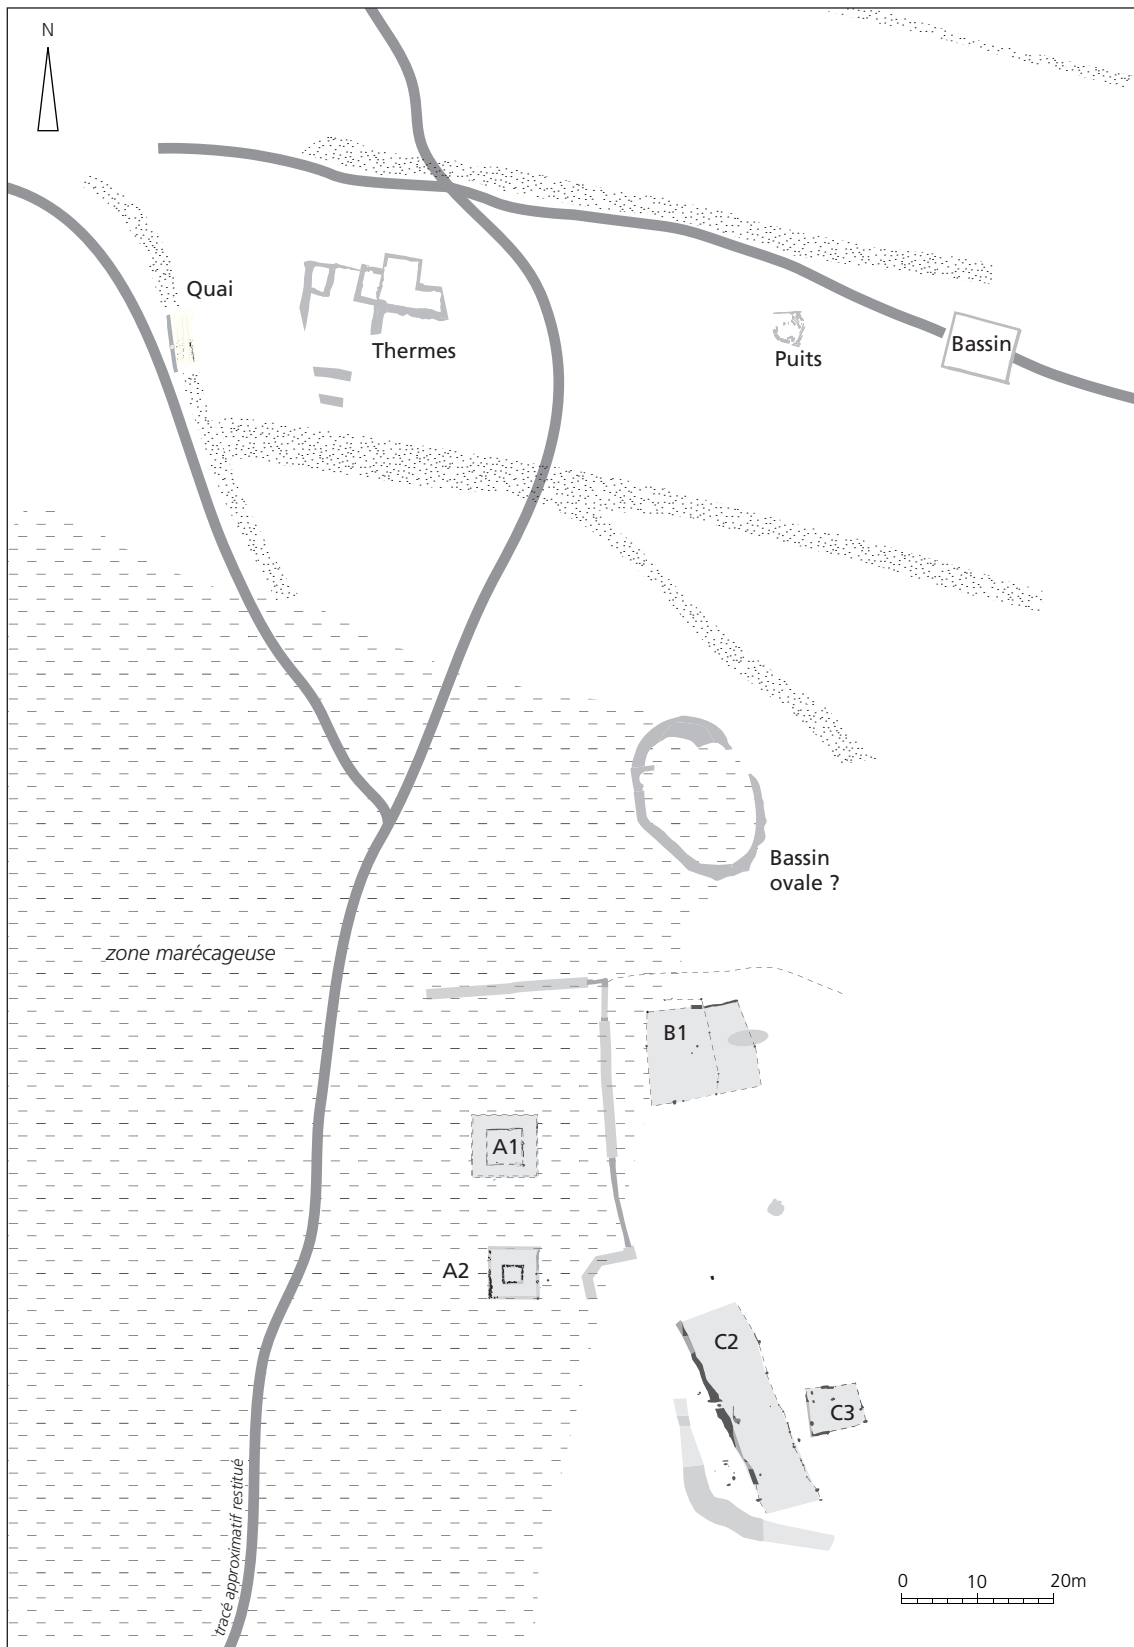 N
Quai
Thermes
Puits
Bassin
Bassin
ovale ?
zone marécageuse
B1
A1
A2
C2
C3
tracé approximatif restitué
0 10 20m